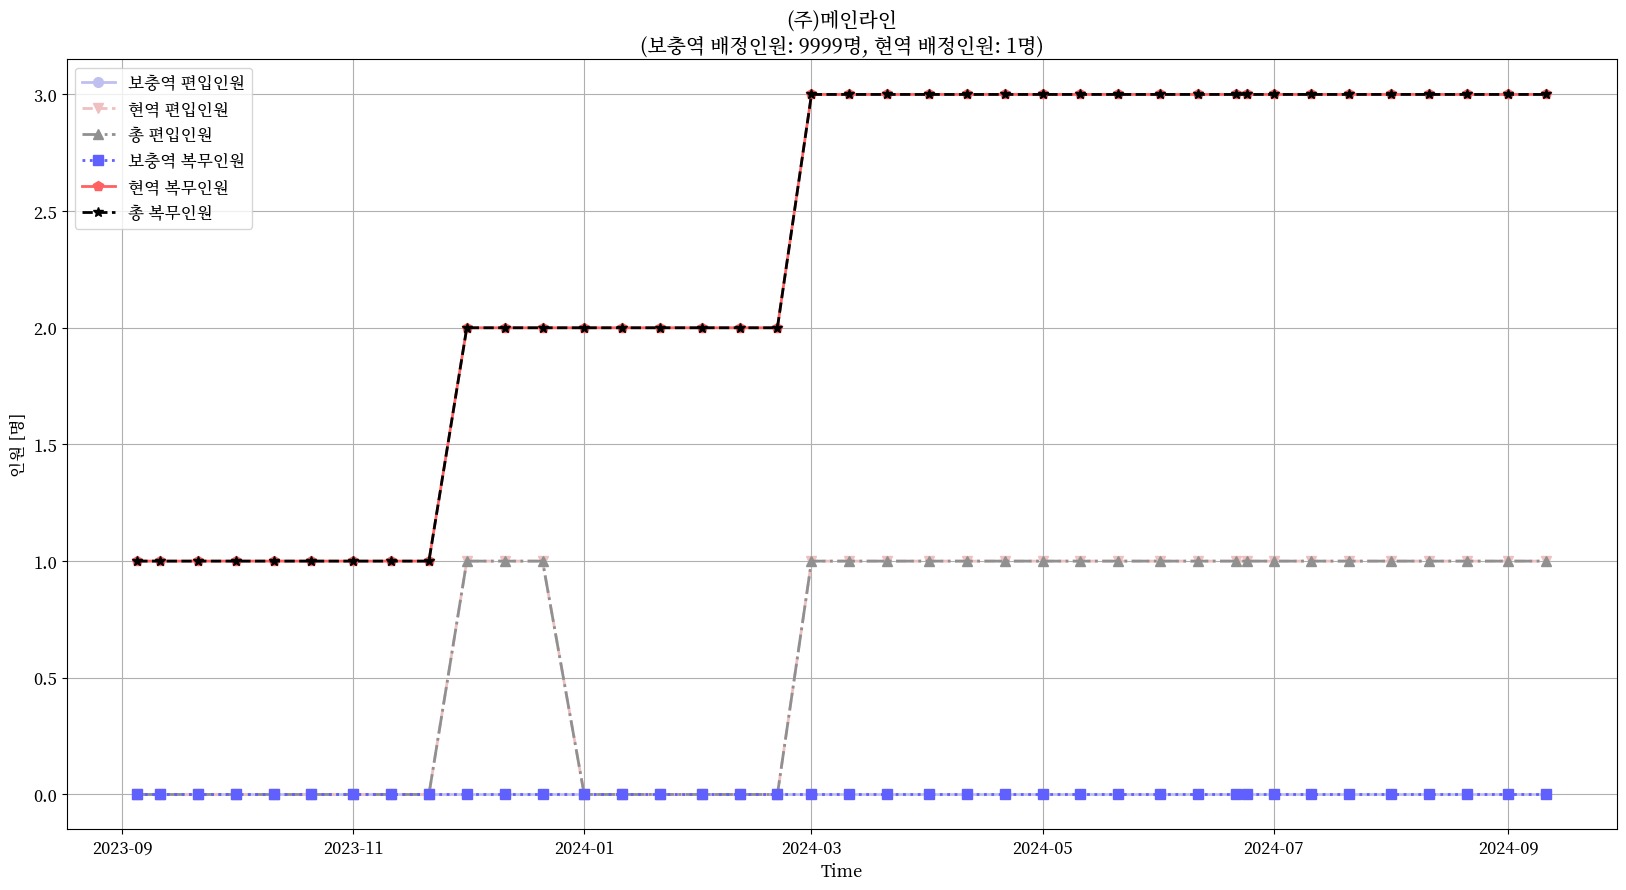 (주)메인라인
(보충역 배정인원: 9999명, 현역 배정인원: 1명)
보충역 편입인원
현역 편입인원
총 편입인원
보충역 복무인원
현역 복무인원
총 복무인원
3.0
2.5
2.0
1.5
1.0
0.5
0.0
인원 [명]
2023-09
2023-11
2024-01
2024-03
2024-05
2024-07
2024-09
Time